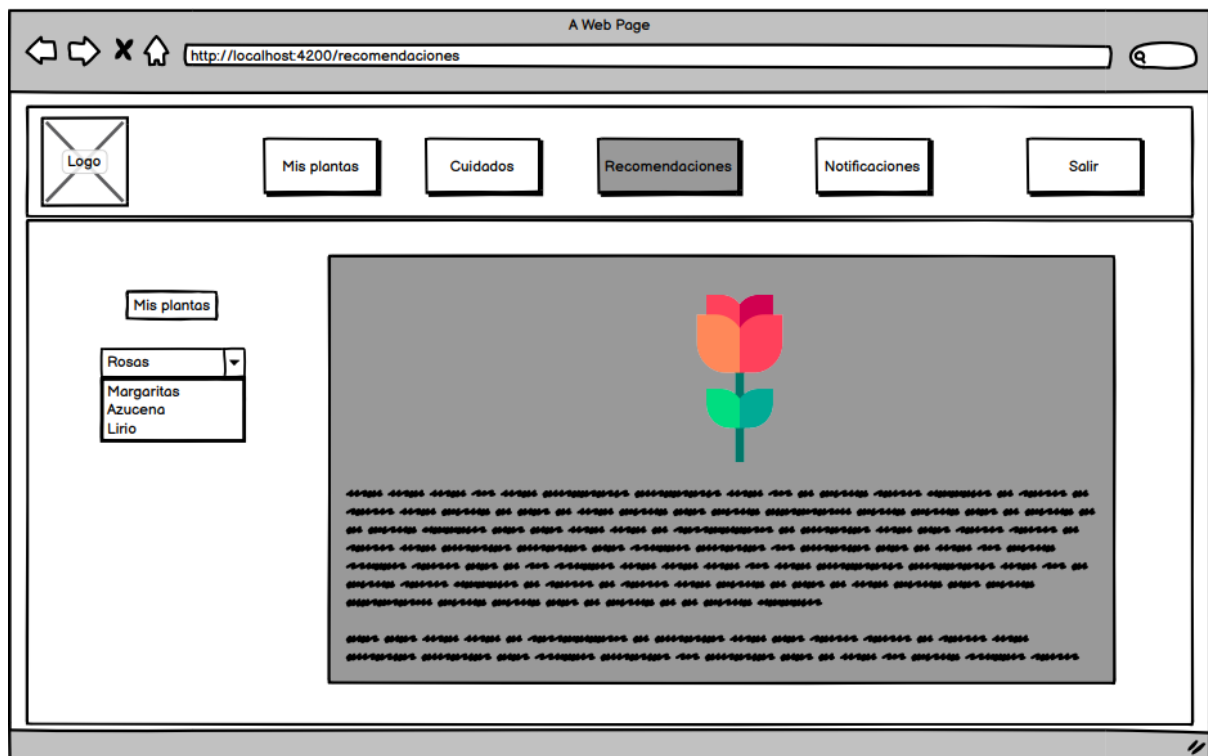 A Web Page
http://localhost:4200/recomendaciones
Logo
Mis plantas
Cuidados
Recomendaciones
Notificaciones
Salir
Mis plantas
Rosas
Margaritas
Azucena
Lirio